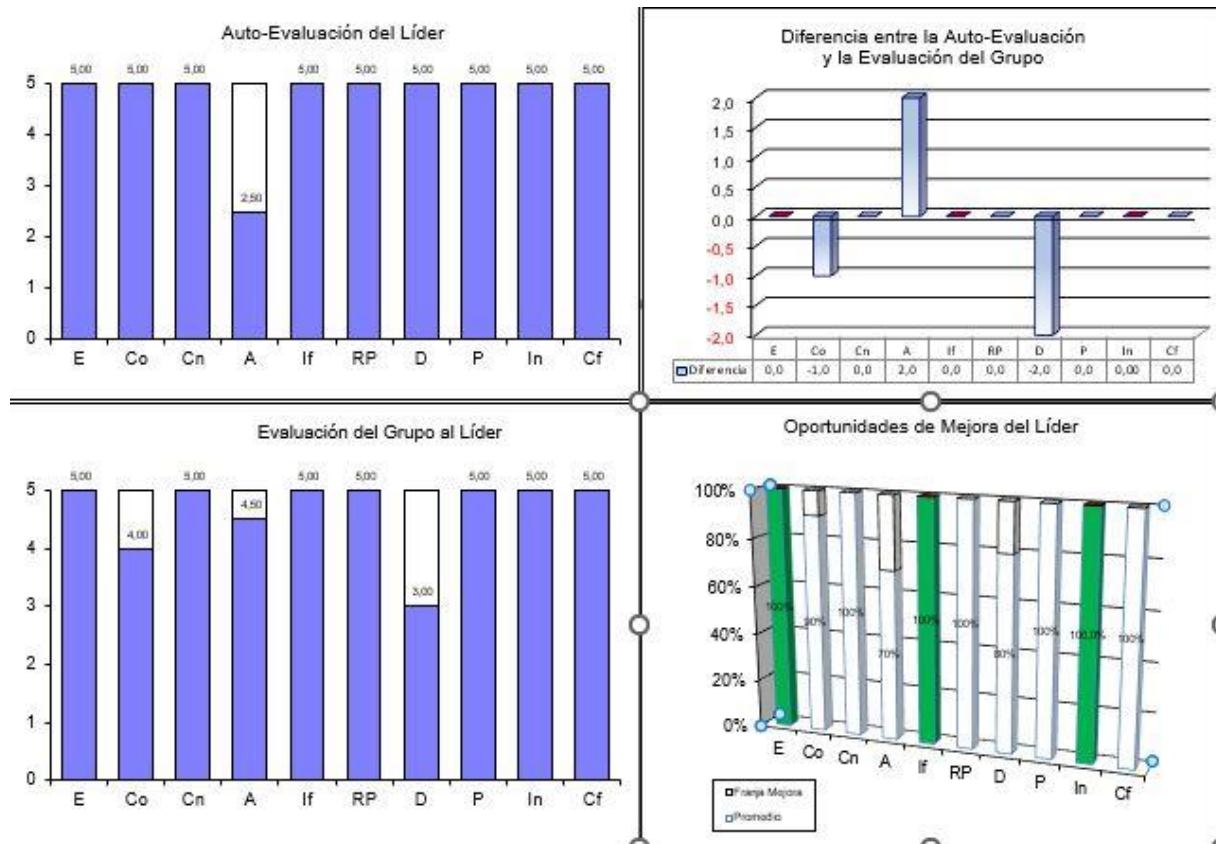 Auto-Evaluación del Líder
5,00 5,00 5,00 5,00 5,00 5,00 5,00 5,00 5,00
5
4
3
2,50
2
1
0
E Co Cn A If RP D P In Cf
Diferencia entre la Auto-Evaluación
y la Evaluación del Grupo
2,0
1,5
1,0
0,5
0,0
-0,5
-1,0
-1,5
-2,0
E Co Cn A If RP D P In Cf
Diferencia 0,0 -1,0 0,0 2,0 0,0 0,0 -2,0 0,0 0,00 0,0
Evaluación del Grupo al Líder
5,00 5,00 5,00 5,00 5,00 5,00 5,00
5
4,50
4
4,00
3
3,00
2
1
0
E Co Cn A If RP D P In Cf
Oportunidades de Mejora del Líder
100%
80%
60%
40%
20%
0%
100% 90% 100% 70% 100% 100% 80% 100% 100,0% 100%
E Co Cn A If RP D P In Cf
Franja Mejora
Promedio